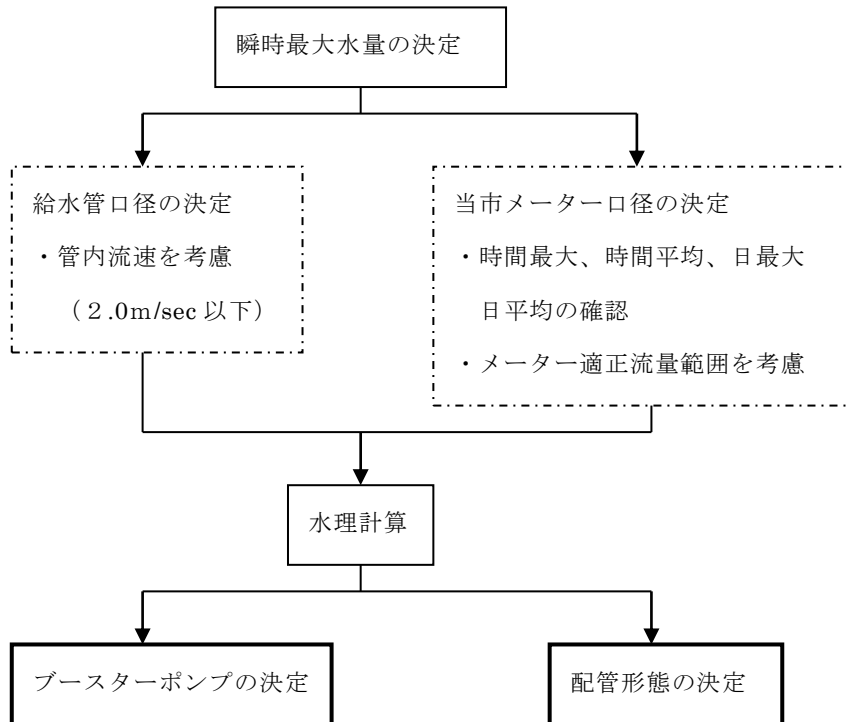 瞬時最大水量の決定
給水管口径の決定
・管内流速を考慮
（２.0m/sec 以下）
当市メーター口径の決定
・時間最大、時間平均、日最大
日平均の確認
・メーター適正流量範囲を考慮
水理計算
ブースターポンプの決定
配管形態の決定